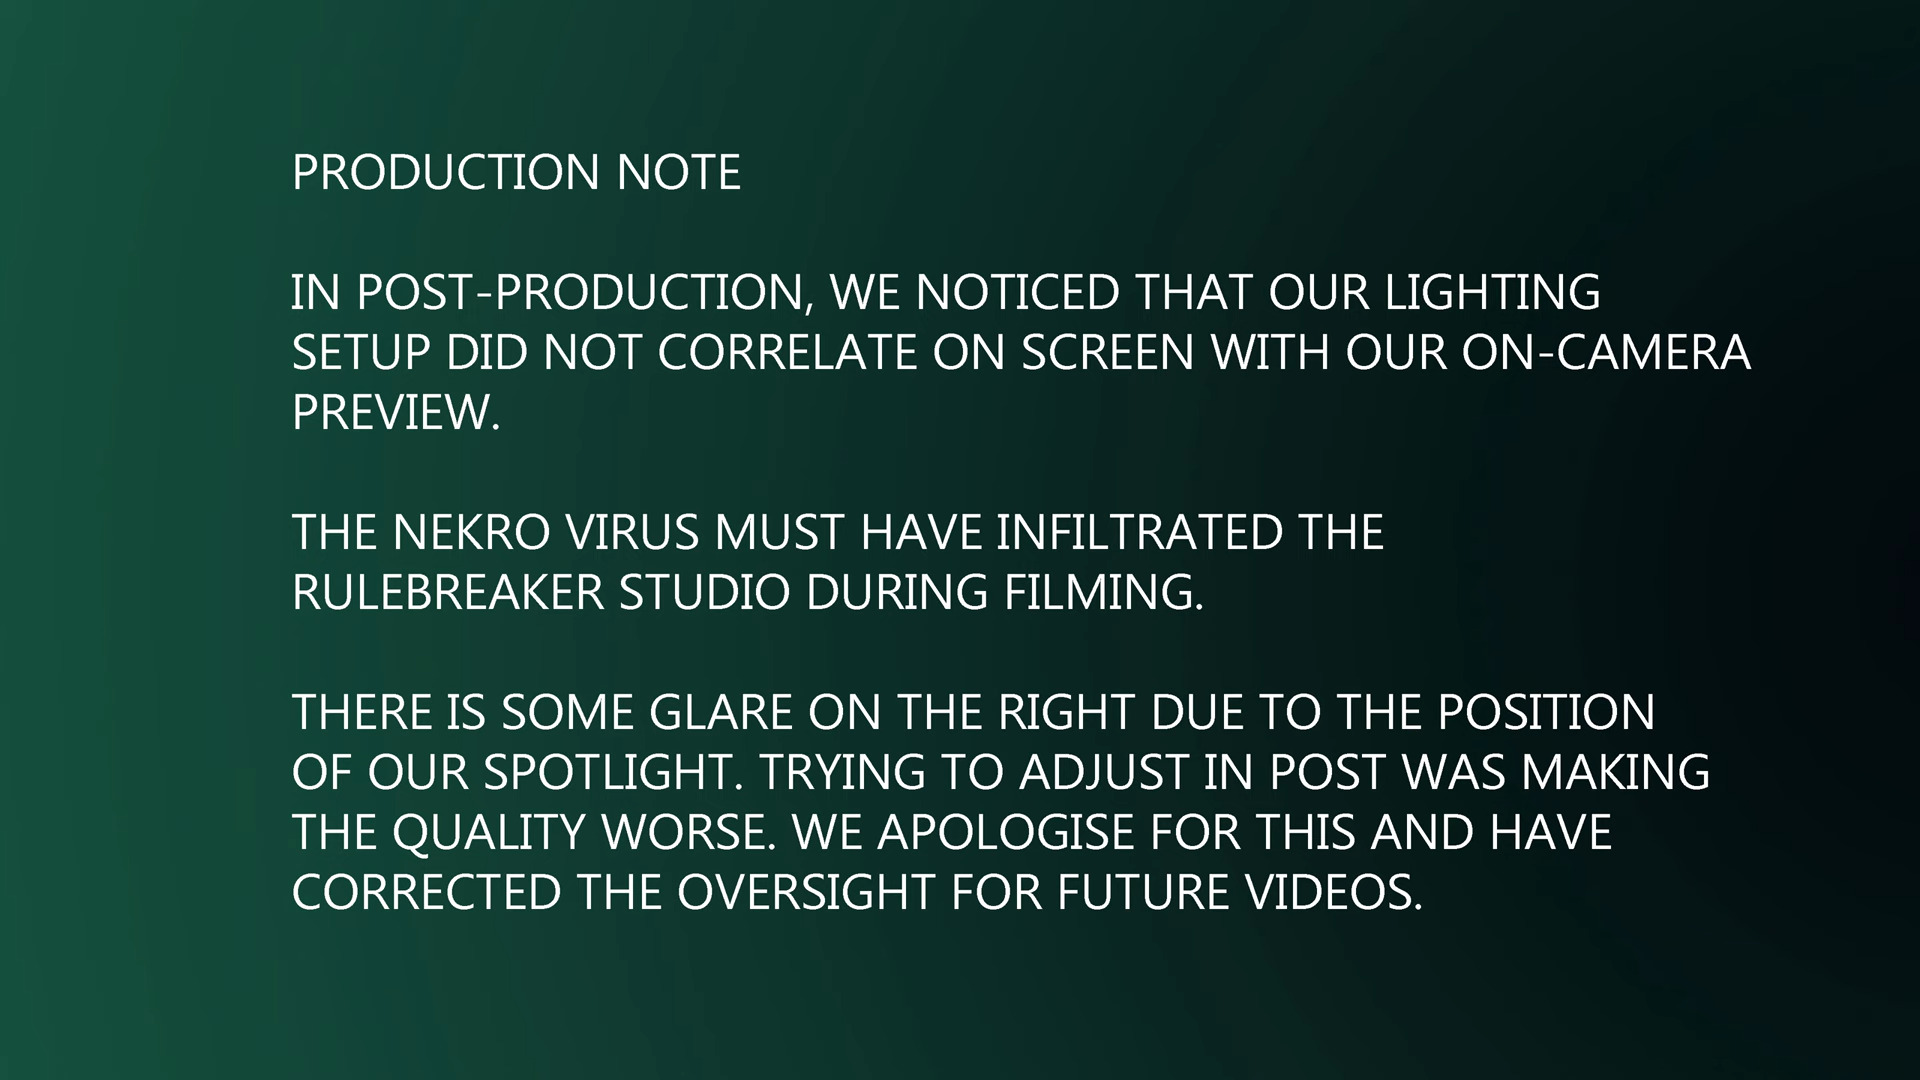 PRODUCTION NOTE
IN POST-PRODUCTION, WE NOTICED THAT OUR LIGHTING
SETUP DID NOT CORRELATE ON SCREEN WITH OUR ON-CAMERA
PREVIEW.
THE NEKRO VIRUS MUST HAVE INFILTRATED THE
RULEBREAKER STUDIO DURING FILMING.
THERE IS SOME GLARE ON THE RIGHT DUE TO THE POSITION
OF OUR SPOTLIGHT. TRYING TO ADJUST IN POST WAS MAKING
THE QUALITY WORSE. WE APOLOGISE FOR THIS AND HAVE
CORRECTED THE OVERSIGHT FOR FUTURE VIDEOS.